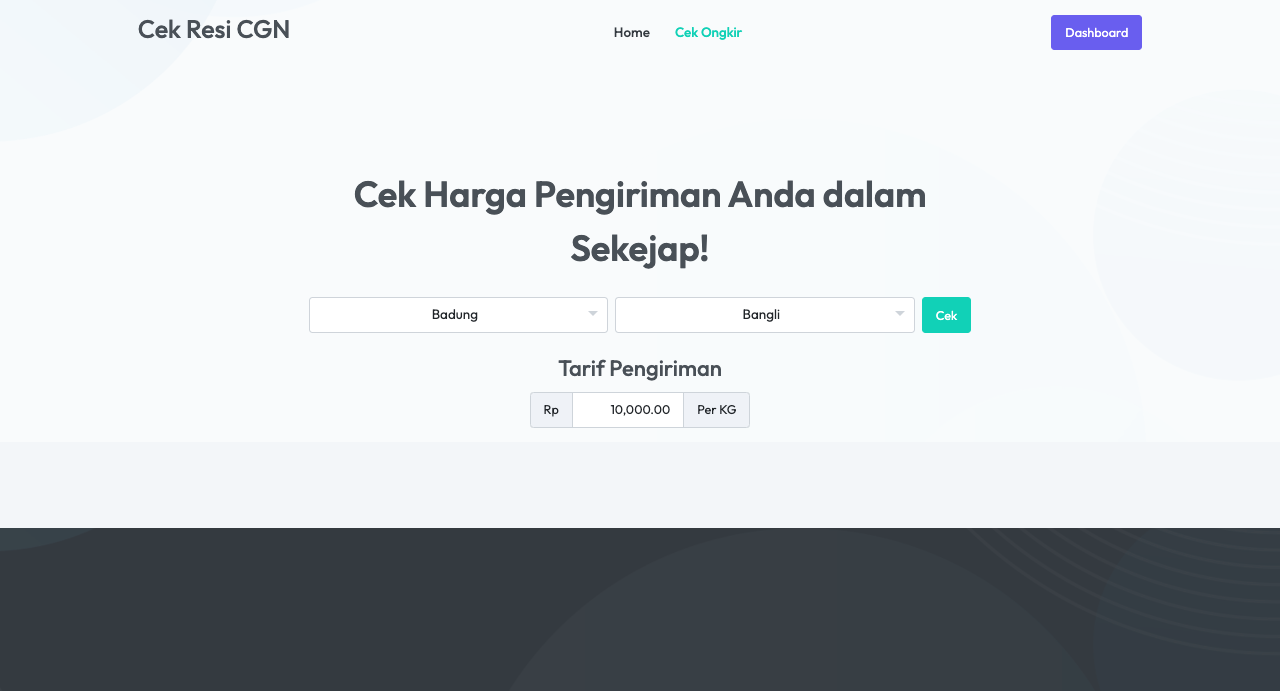 Cek Resi CGN
Home
Cek Ongkir
Dashboard
Cek Harga Pengiriman Anda dalam
Sekejap!
Badung
Bangli
Cek
Tarif Pengiriman
Rp
10,000.00
Per KG